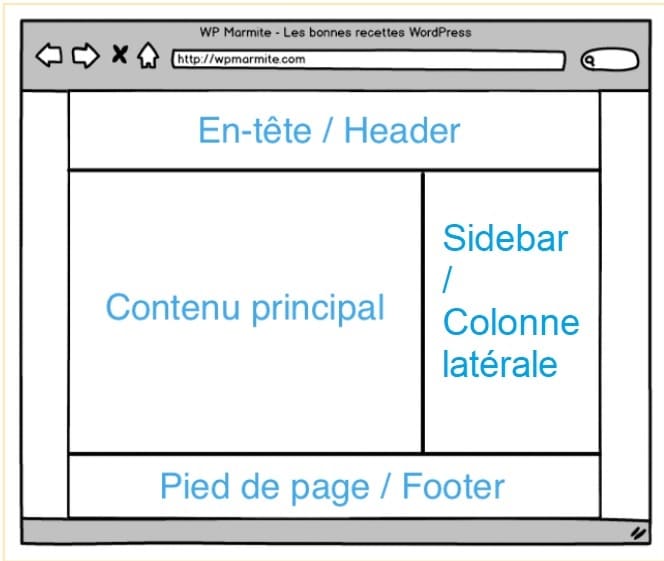 WP Marmite - Les bonnes recettes WordPress
http://wpmarmite.com
En-tête / Header
Contenu principal
Sidebar
/
Colonne
latérale
Pied de page / Footer